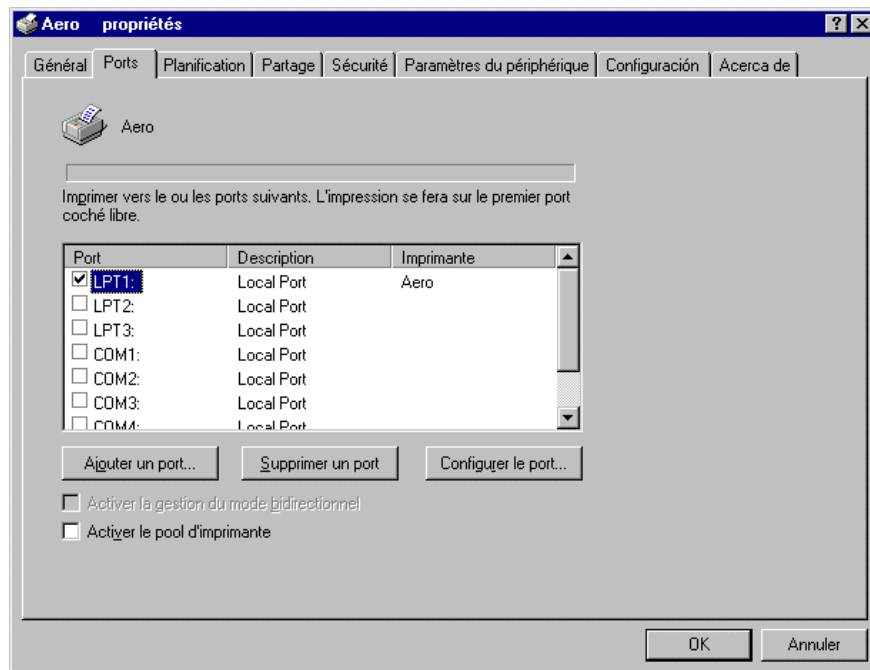 Aero propriétés
Général Ports Planification Partage Sécurité Paramètres du périphérique Configuración Acerca de
Aero
Imprimer vers le ou les ports suivants. L'impression se fera sur le premier port
coché libre.
Port Description Imprimante
LPT1: Local Port Aero
LPT2: Local Port
LPT3: Local Port
COM1: Local Port
COM2: Local Port
COM3: Local Port
COM4: Local Port
Ajouter un port... Supprimer un port Configurer le port...
Activer la gestion du mode bidirectionnel
Activer le pool d'imprimante
OK Annuler